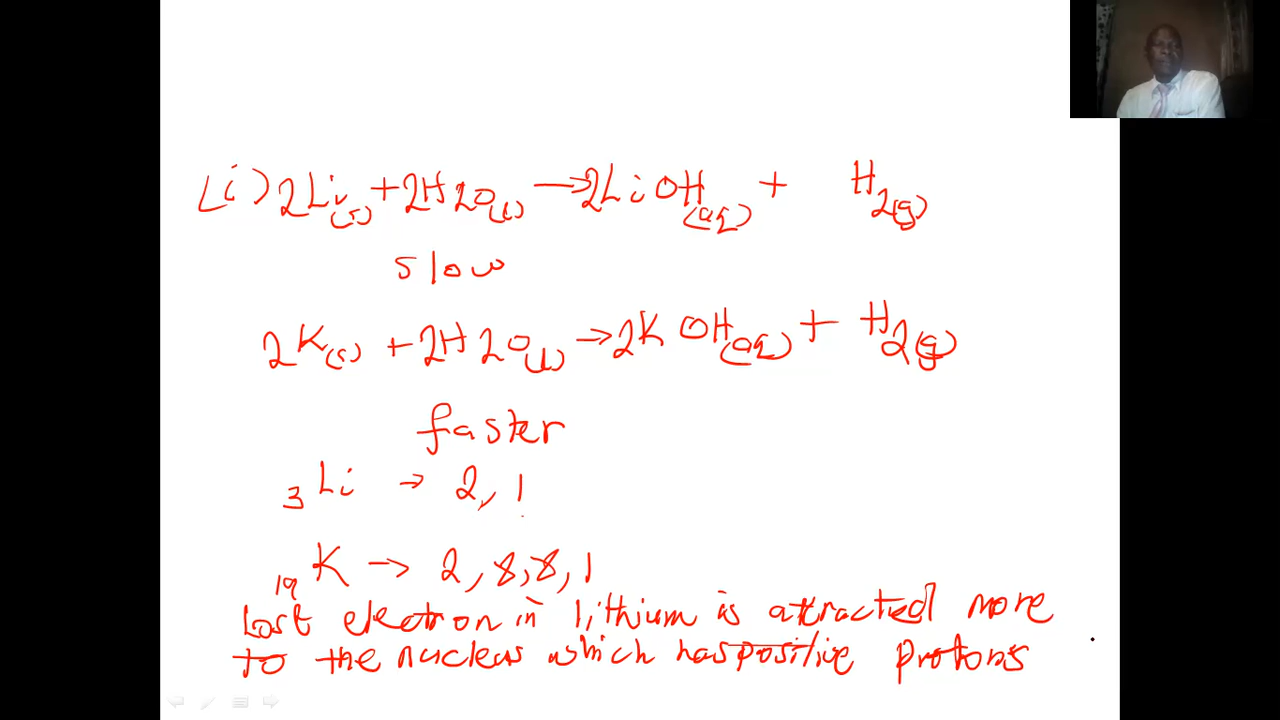 (i) 2Li(s) + 2H2O(l) → 2LiOH(aq) + H2(g)
slow
2K(s) + 2H2O(l) → 2KOH(aq) + H2(g)
faster
3Li → 2, 1
19K → 2, 8, 8, 1
Last electron in lithium is attracted more
to the nucleus which has positive protons